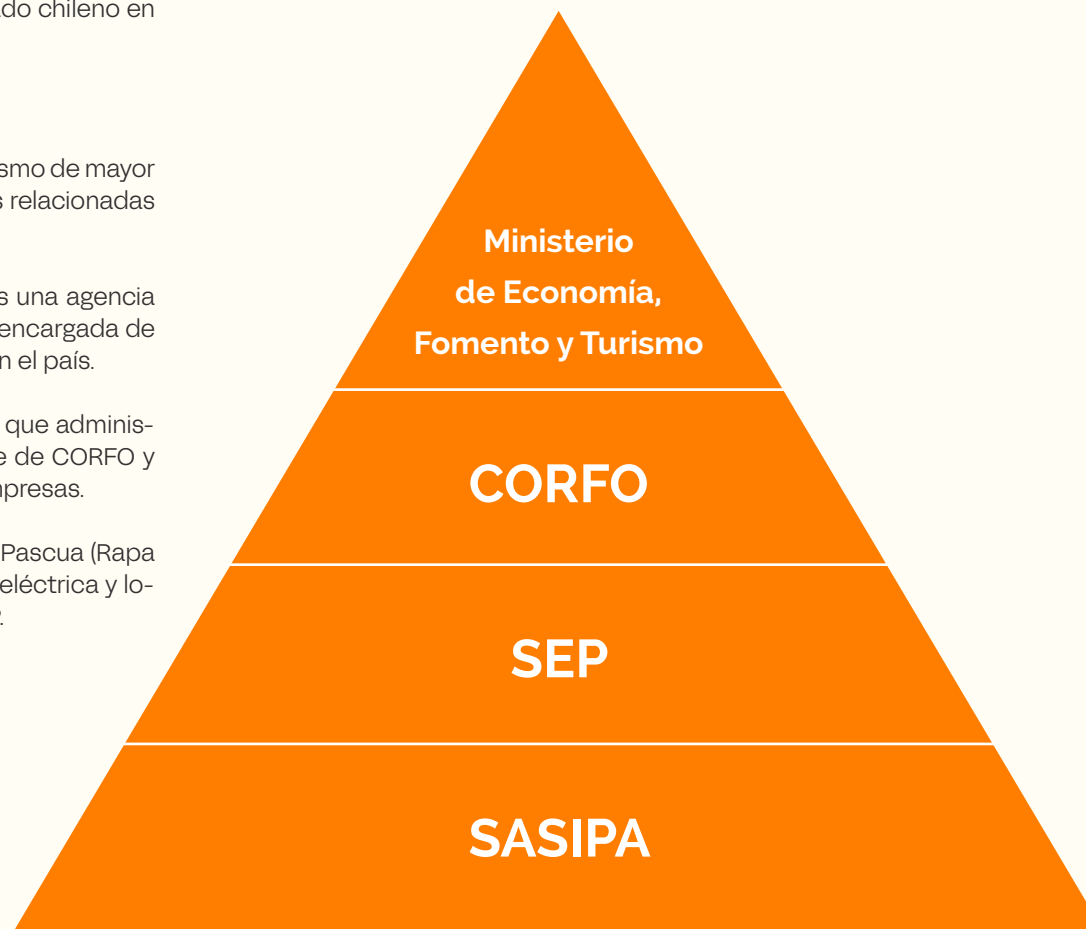 do chileno en
smo de mayor
s relacionadas
s una agencia
encargada de
n el país.
que adminis-
e de CORFO y
mpresas.
Pascua (Rapa
eléctrica y lo-
Ministerio
de Economía,
Fomento y Turismo
CORFO
SEP
SASIPA